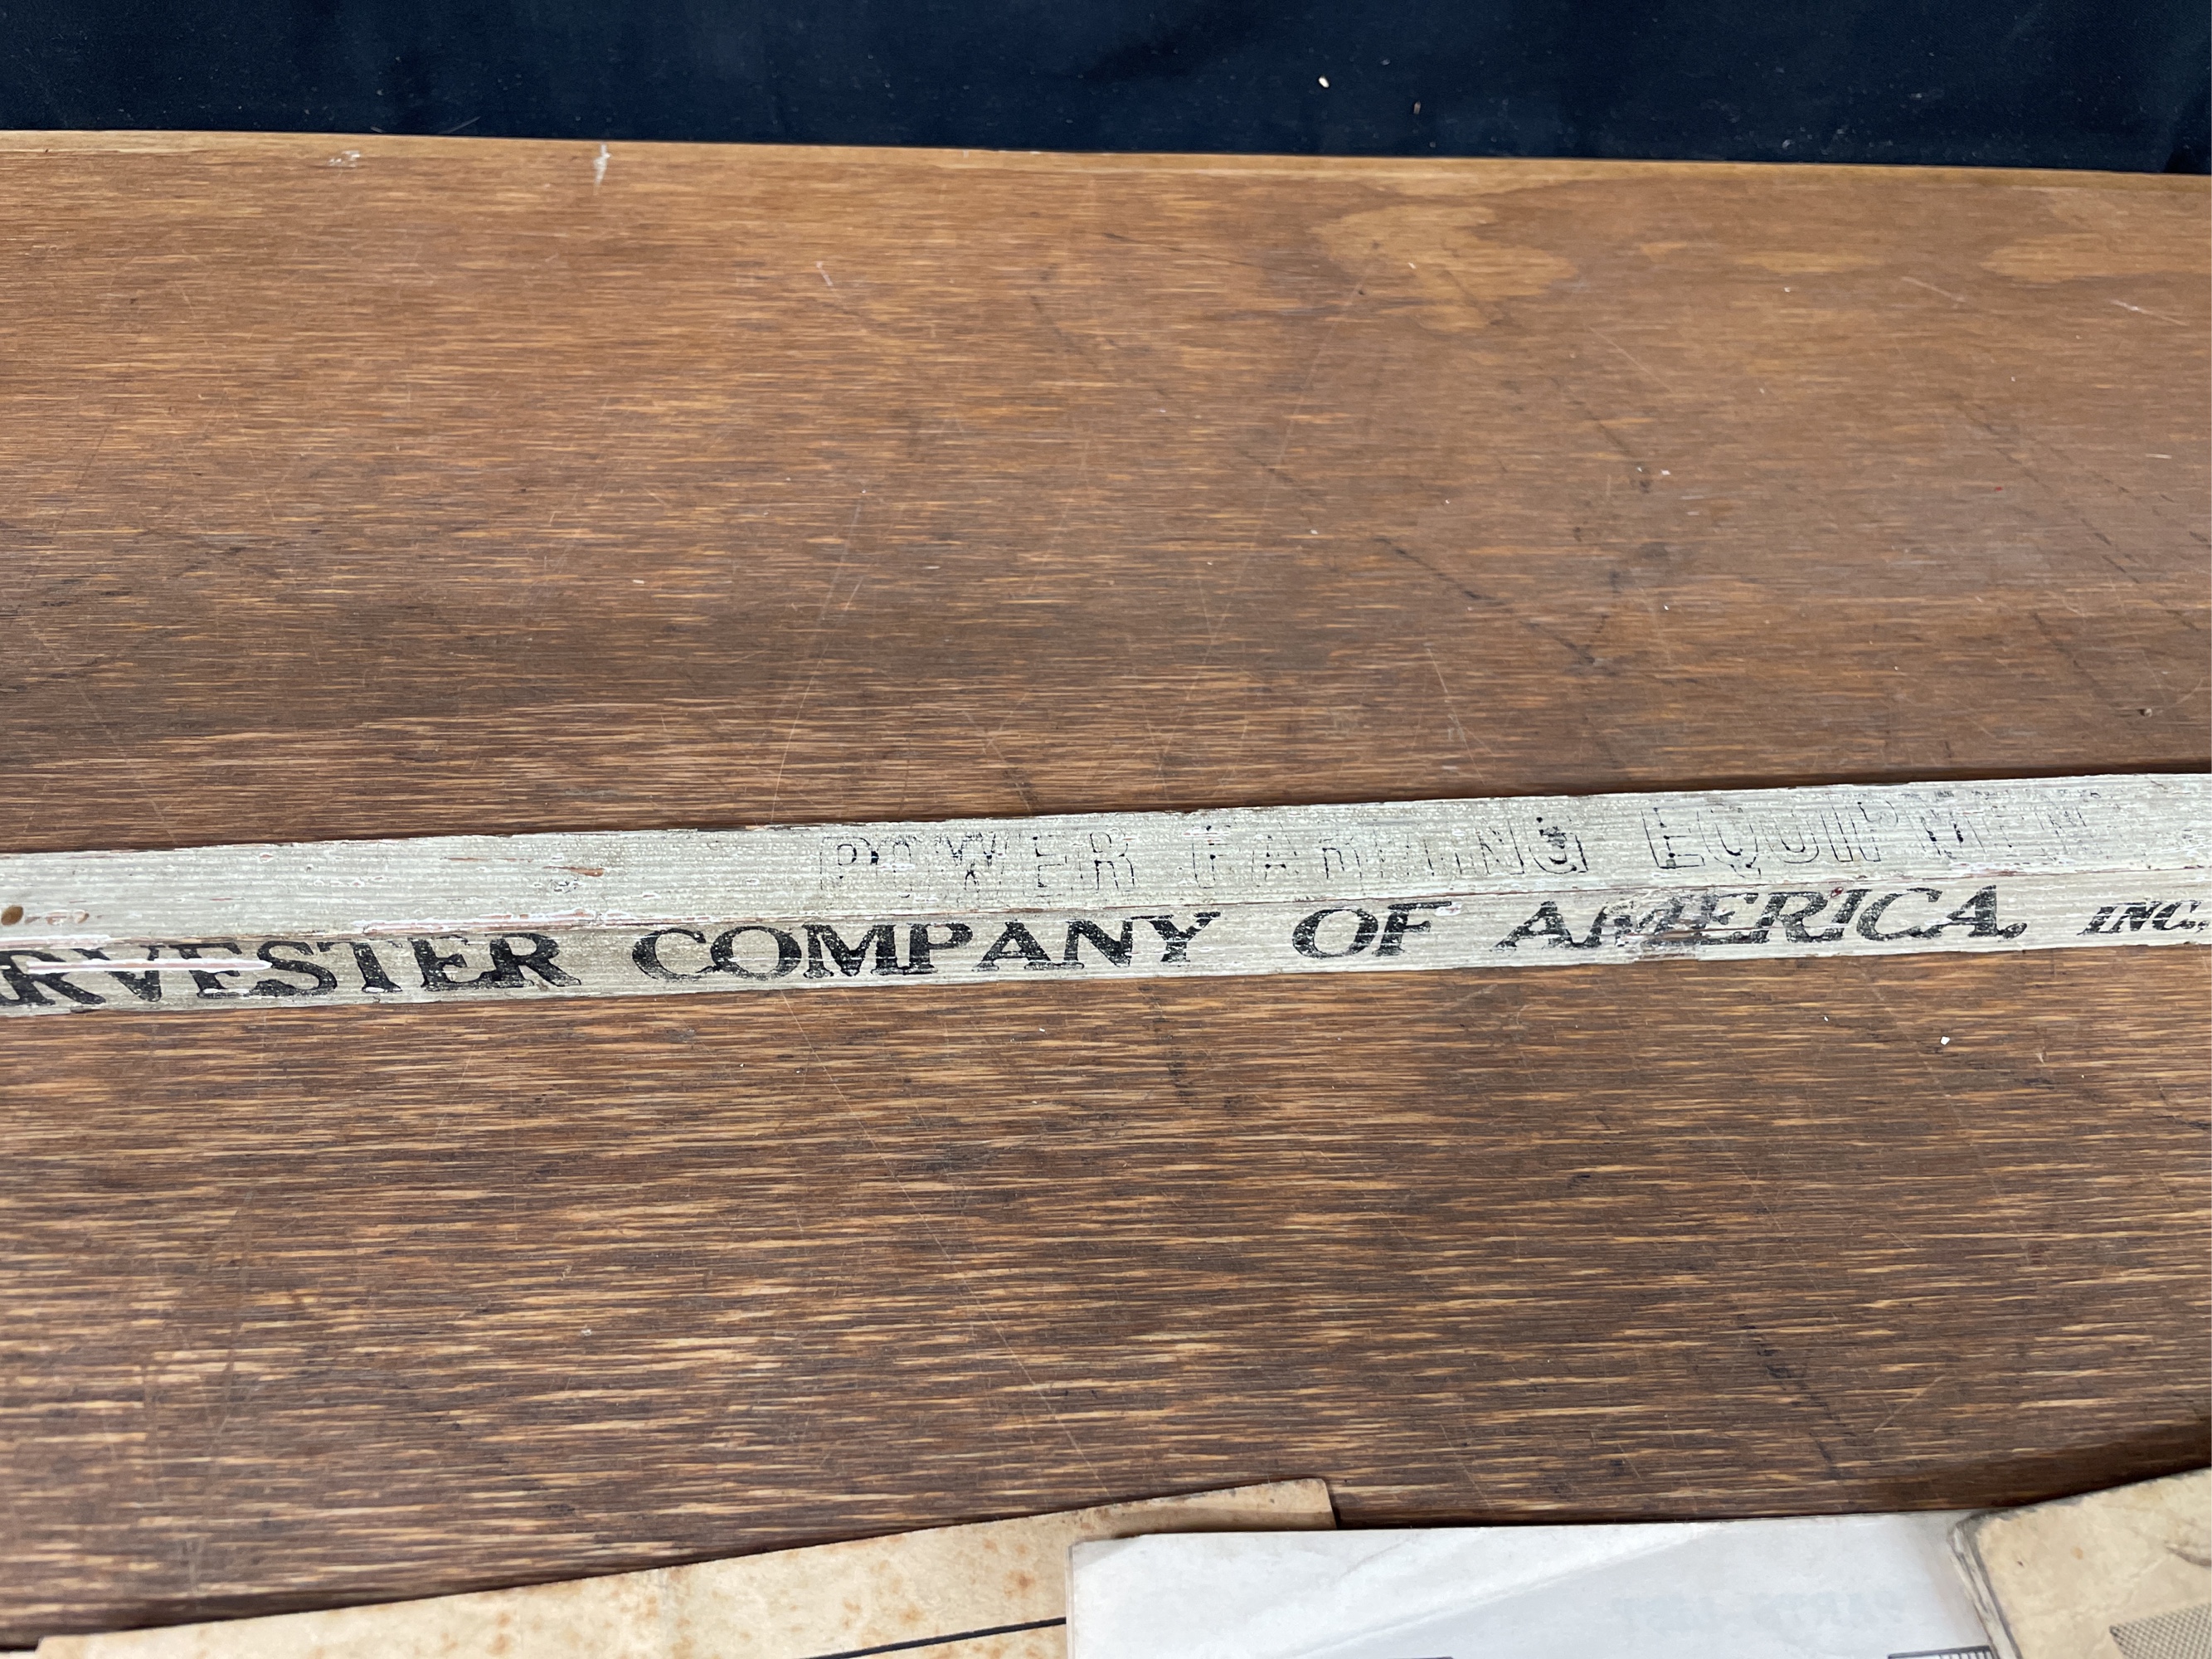 POWER FARMING EQUIPMENT
RVESTER COMPANY OF AMERICA, INC.,